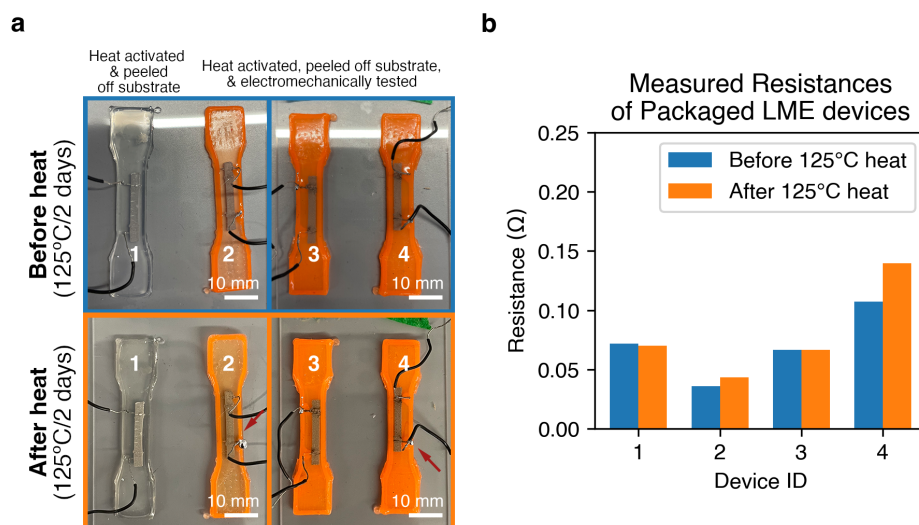 a
Heat activated
& peeled
off substrate
Heat activated, peeled off substrate,
& electromechanically tested
Before heat
(125°C/2 days)
1
2
10 mm
3
4
10 mm
After heat
(125°C/2 days)
1
2
10 mm
3
4
10 mm
b
Measured Resistances
of Packaged LME devices
Before 125°C heat
After 125°C heat
Resistance (Ω)
0.25
0.20
0.15
0.10
0.05
0.00
1
2
3
4
Device ID